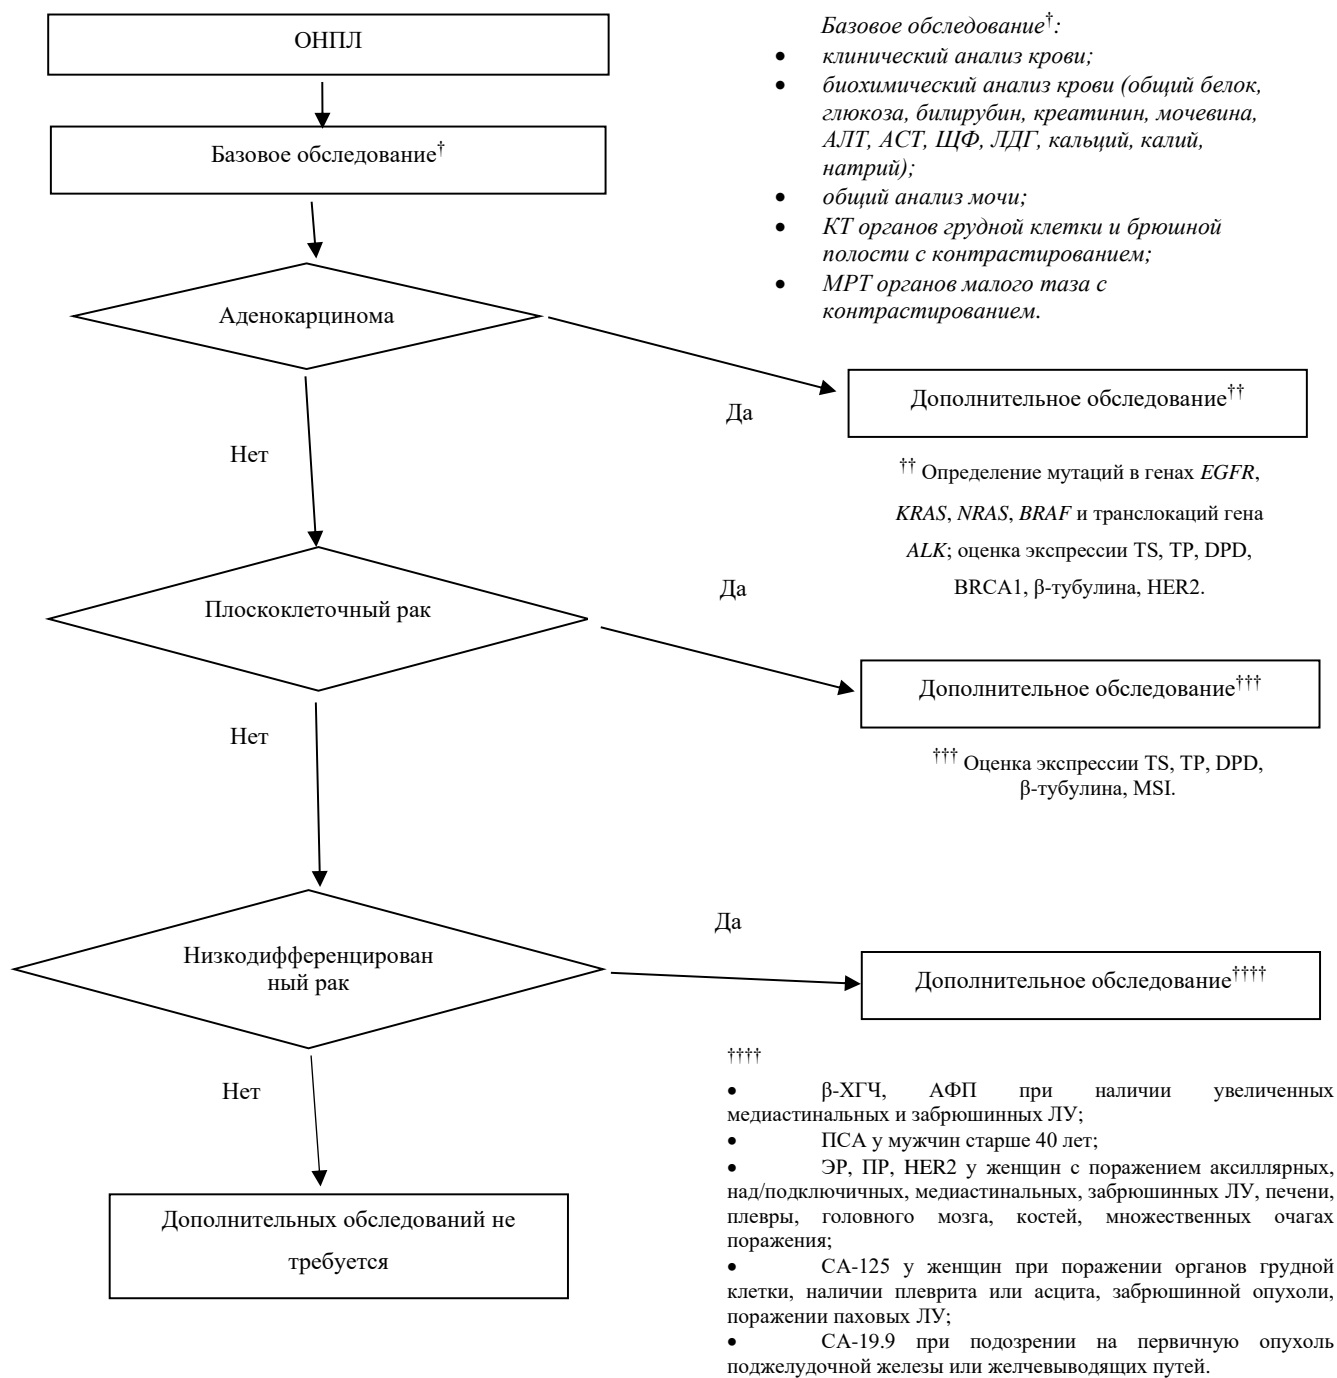 ОНПЛ
Базовое обследование†
Базовое обследование†:
• клинический анализ крови;
• биохимический анализ крови (общий белок,
глюкоза, билирубин, креатинин, мочевина,
АЛТ, АСТ, ЩФ, ЛДГ, кальций, калий,
натрий);
• общий анализ мочи;
• КТ органов грудной клетки и брюшной
полости с контрастированием;
• МРТ органов малого таза с
контрастированием.
Аденокарцинома
Да
Дополнительное обследование††
†† Определение мутаций в генах EGFR,
KRAS, NRAS, BRAF и транслокаций гена
ALK; оценка экспрессии TS, TP, DPD,
BRCA1, β-тубулина, HER2.
Нет
Плоскоклеточный рак
Да
Дополнительное обследование†††
††† Оценка экспрессии TS, TP, DPD,
β-тубулина, MSI.
Нет
Низкодифференцирован
ный рак
Да
Дополнительное обследование††††
††††
• β-ХГЧ, АФП при наличии увеличенных
медиастинальных и забрюшинных ЛУ;
• ПСА у мужчин старше 40 лет;
• ЭР, ПР, HER2 у женщин с поражением аксиллярных,
над/подключичных, медиастинальных, забрюшинных ЛУ, печени,
плевры, головного мозга, костей, множественных очагах
поражения;
• СА-125 у женщин при поражении органов грудной
клетки, наличии плеврита или асцита, забрюшинной опухоли,
поражении паховых ЛУ;
• СА-19.9 при подозрении на первичную опухоль
поджелудочной железы или желчевыводящих путей.
Нет
Дополнительных обследований не
требуется